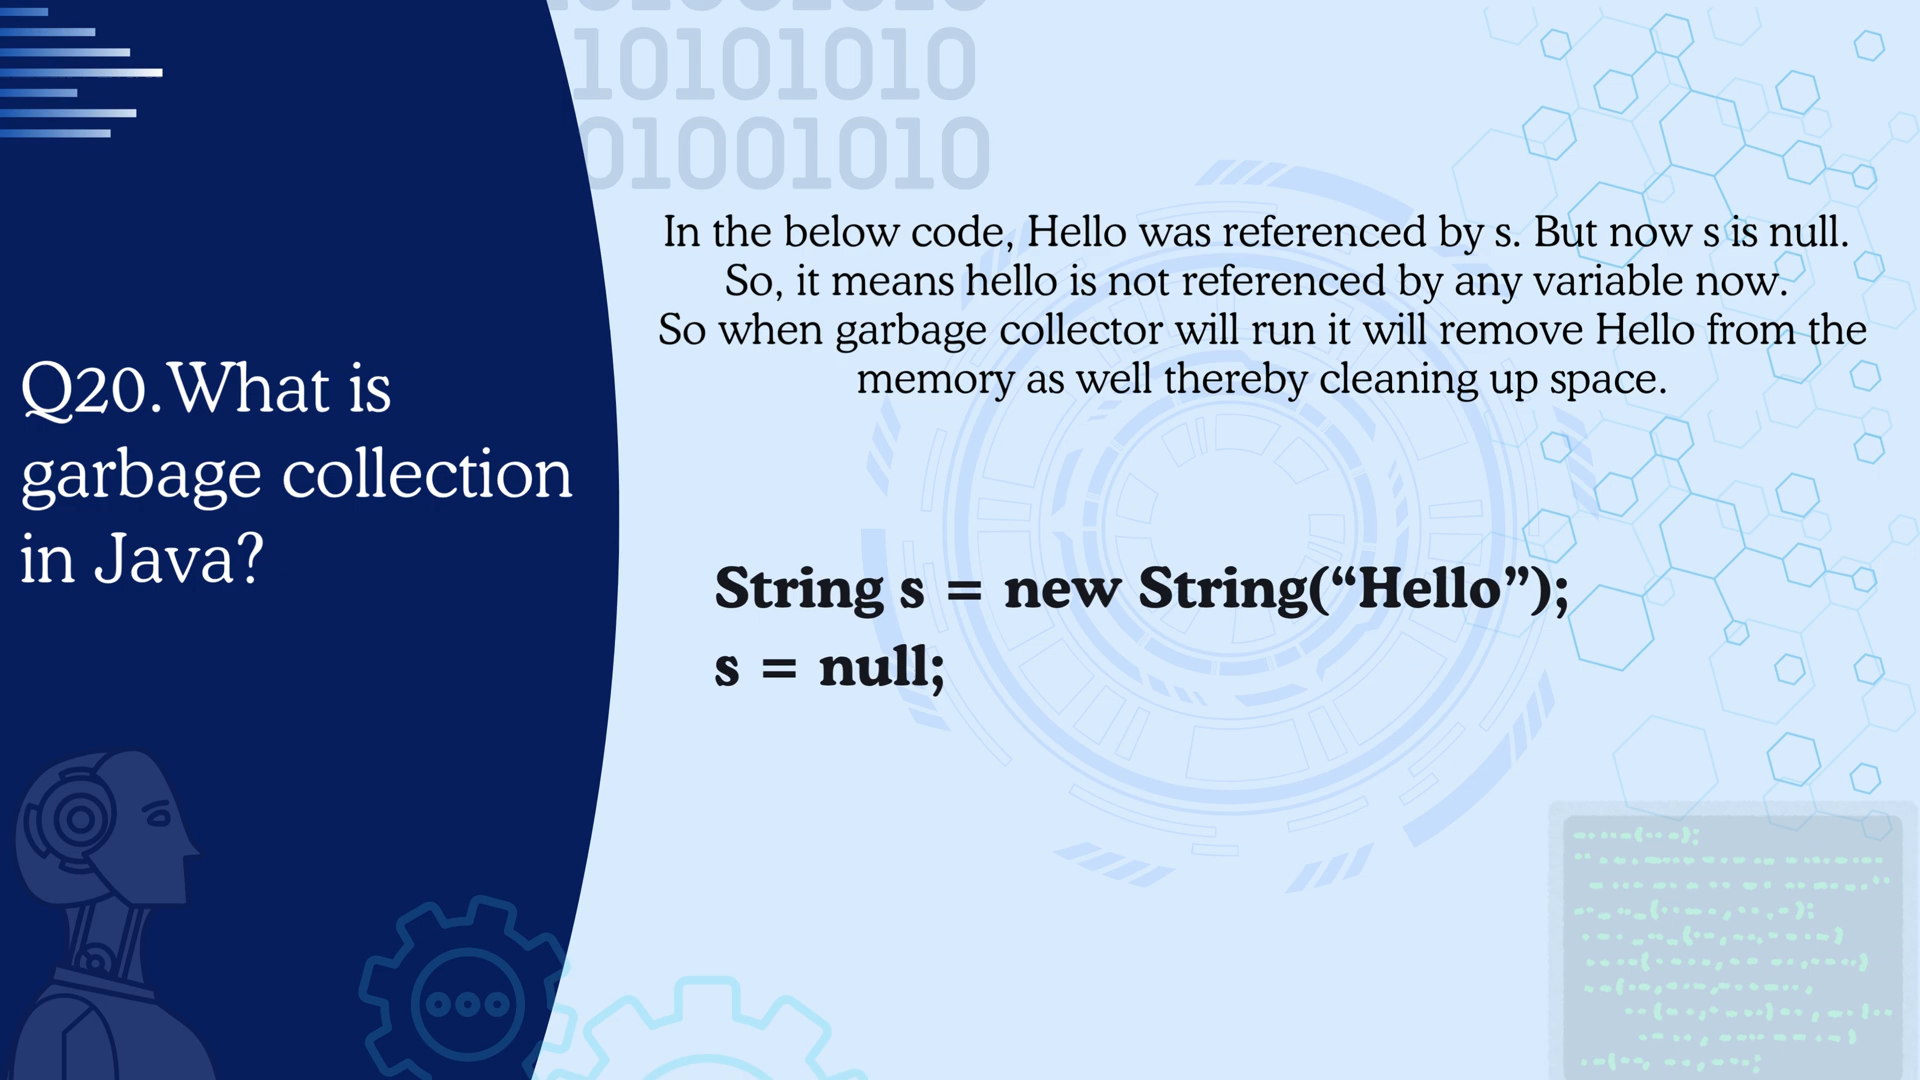 10101010
01001010
Q20.What is
garbage collection
in Java?
In the below code, Hello was referenced by s. But now s is null.
So, it means hello is not referenced by any variable now.
So when garbage collector will run it will remove Hello from the
memory as well thereby cleaning up space.
String s = new String(“Hello”);
s = null;